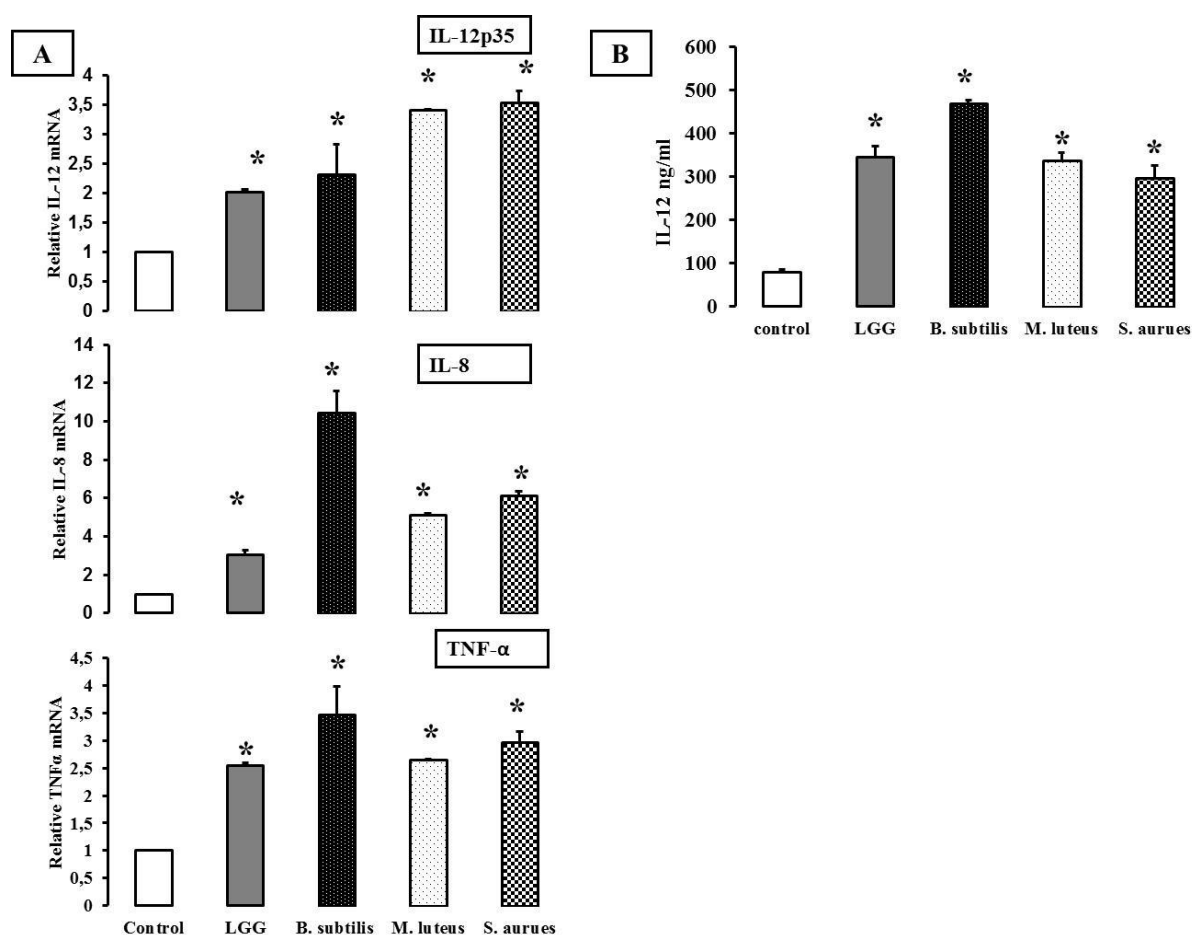 A
IL-12p35
Relative IL-12 mRNA
4
3,5
3
2,5
2
1,5
1
0,5
0
* * * *
IL-8
Relative IL-8 mRNA
14
12
10
8
6
4
2
0
* * * *
TNF-α
Relative TNFα mRNA
4,5
4
3,5
3
2,5
2
1,5
1
0,5
0
* * * *
Control LGG B. subtilis M. luteus S. aurues
B
IL-12 ng/ml
600
500
400
300
200
100
0
* * * *
control LGG B. subtilis M. luteus S. aurues